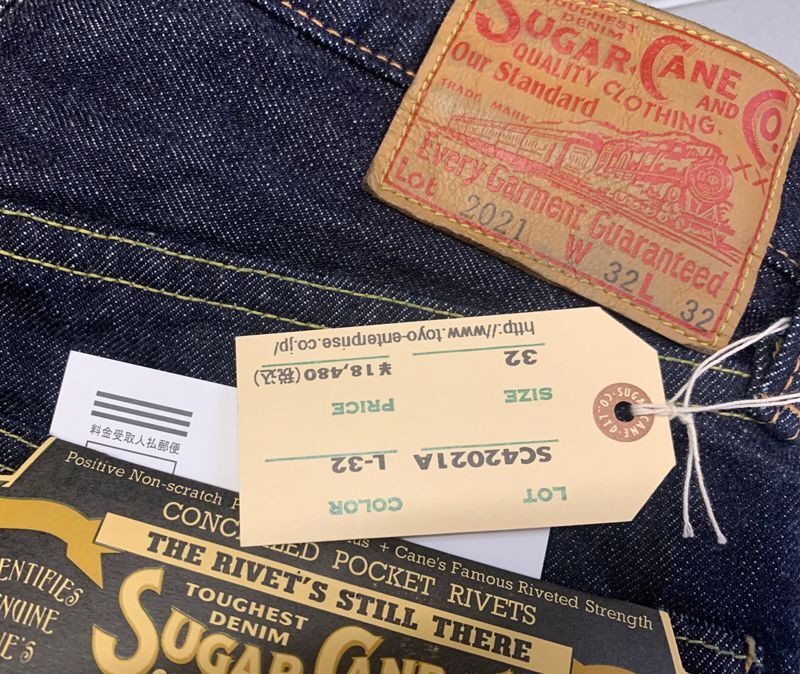 TOUGHEST
DENIM
SUGAR CANE
AND
CO.
QUALITY CLOTHING.
Our Standard
TRADE MARK
Every Garment Guaranteed
LOT 2021 W 32 L 32
LOT
SC42021A
COLOR
L-32
SIZE
32
PRICE
¥18,480(税込)
http://www.toyo-enterprise.co.jp/
料金受取人払郵便
Positive Non-scratch
+ Cane's Famous Riveted Strength
POCKET RIVETS
THE RIVET'S STILL THERE
TOUGHEST
DENIM
SUGAR CANE